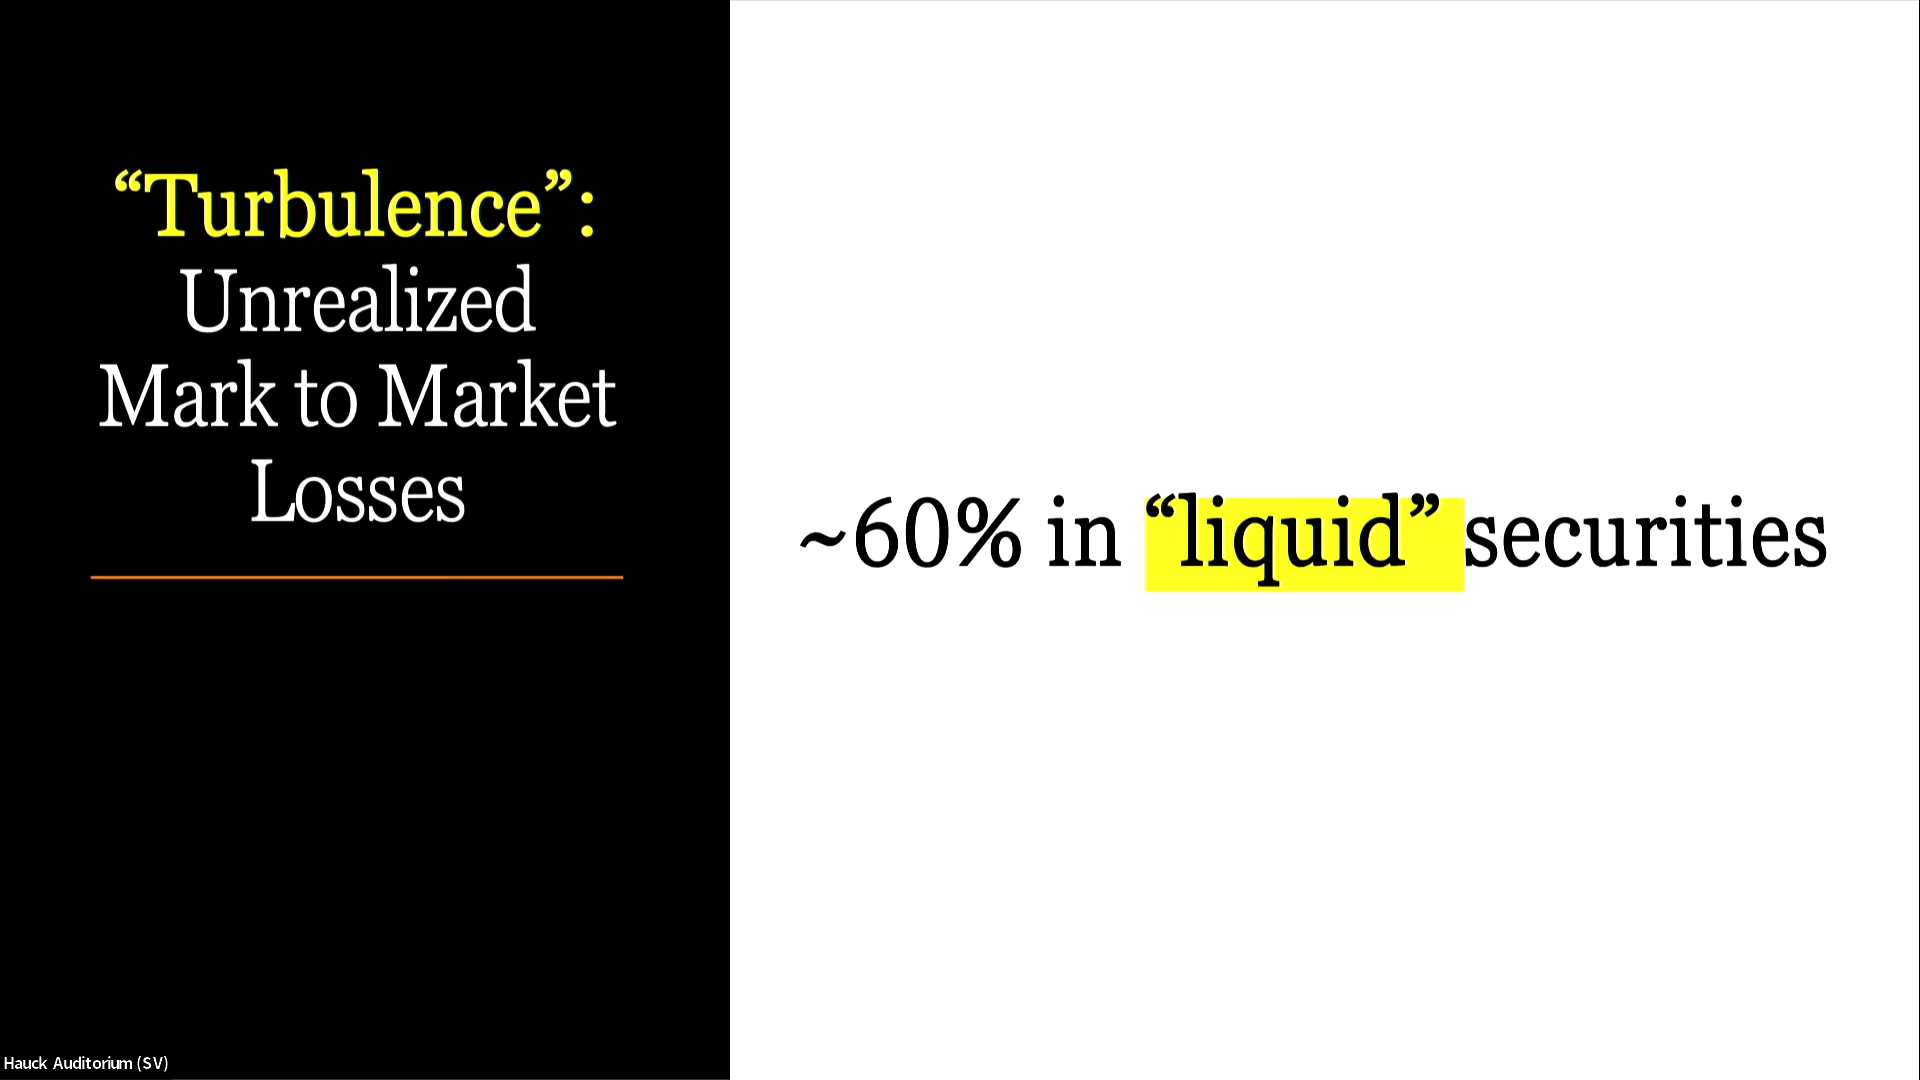 “Turbulence”:
Unrealized
Mark to Market
Losses
~60% in “liquid” securities
Hauck Auditorium (SV)